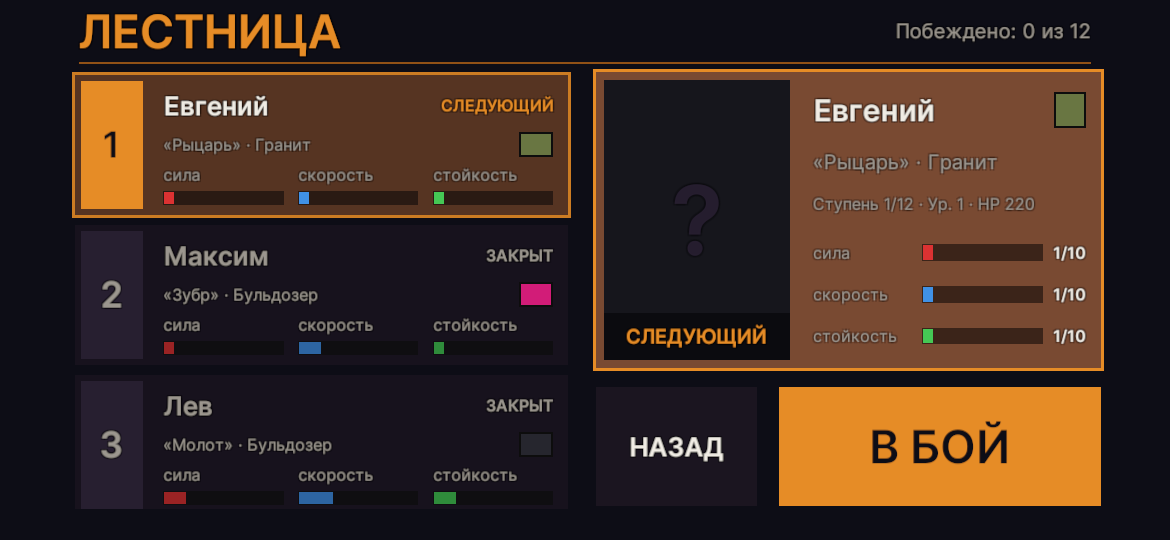 ЛЕСТНИЦА
Побеждено: 0 из 12
1
Евгений
СЛЕДУЮЩИЙ
«Рыцарь» · Гранит
сила
скорость
стойкость
2
Максим
ЗАКРЫТ
«Зубр» · Бульдозер
сила
скорость
стойкость
3
Лев
ЗАКРЫТ
«Молот» · Бульдозер
сила
скорость
стойкость
?
СЛЕДУЮЩИЙ
Евгений
«Рыцарь» · Гранит
Ступень 1/12 · Ур. 1 · HP 220
сила 1/10
скорость 1/10
стойкость 1/10
НАЗАД
В БОЙ